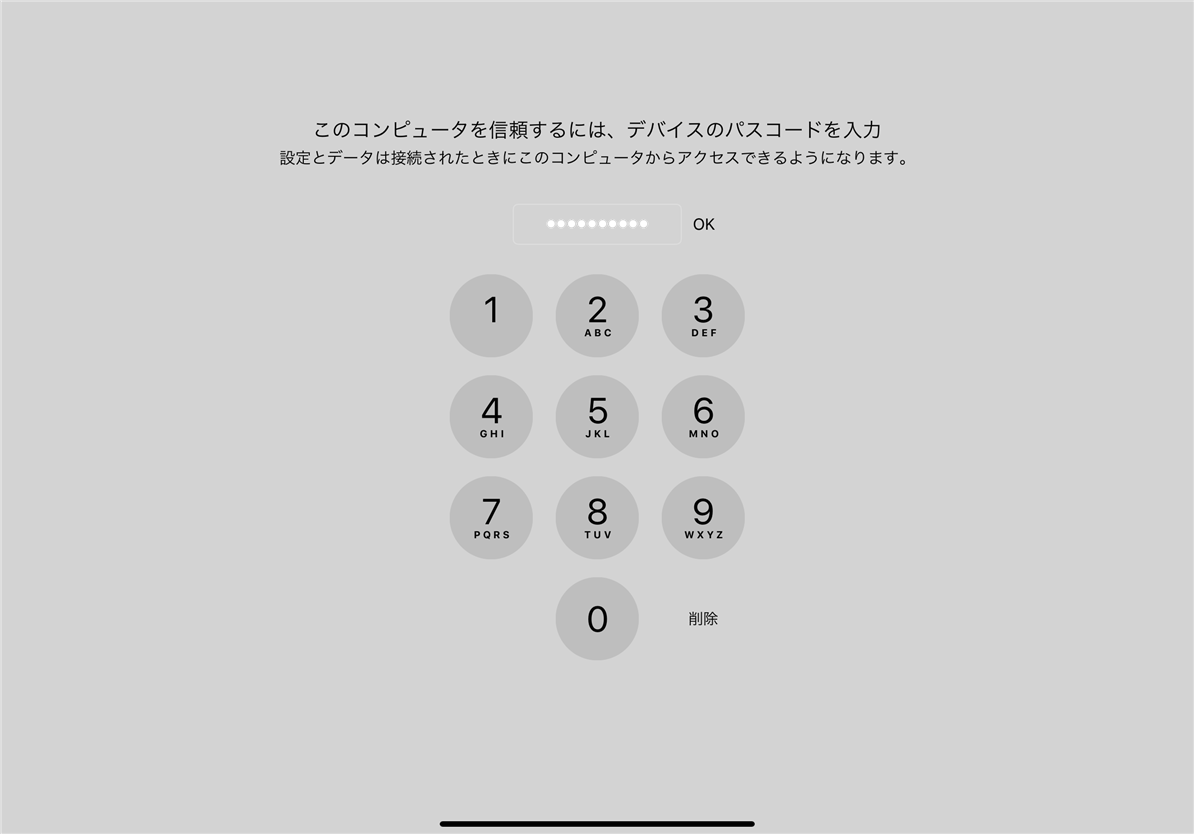 このコンピュータを信頼するには、デバイスのパスコードを入力
設定とデータは接続されたときにこのコンピュータからアクセスできるようになります。
●●●●●●●●●● OK
1 2 3
ABC DEF
4 5 6
GHI JKL MNO
7 8 9
PQRS TUV WXYZ
0 削除